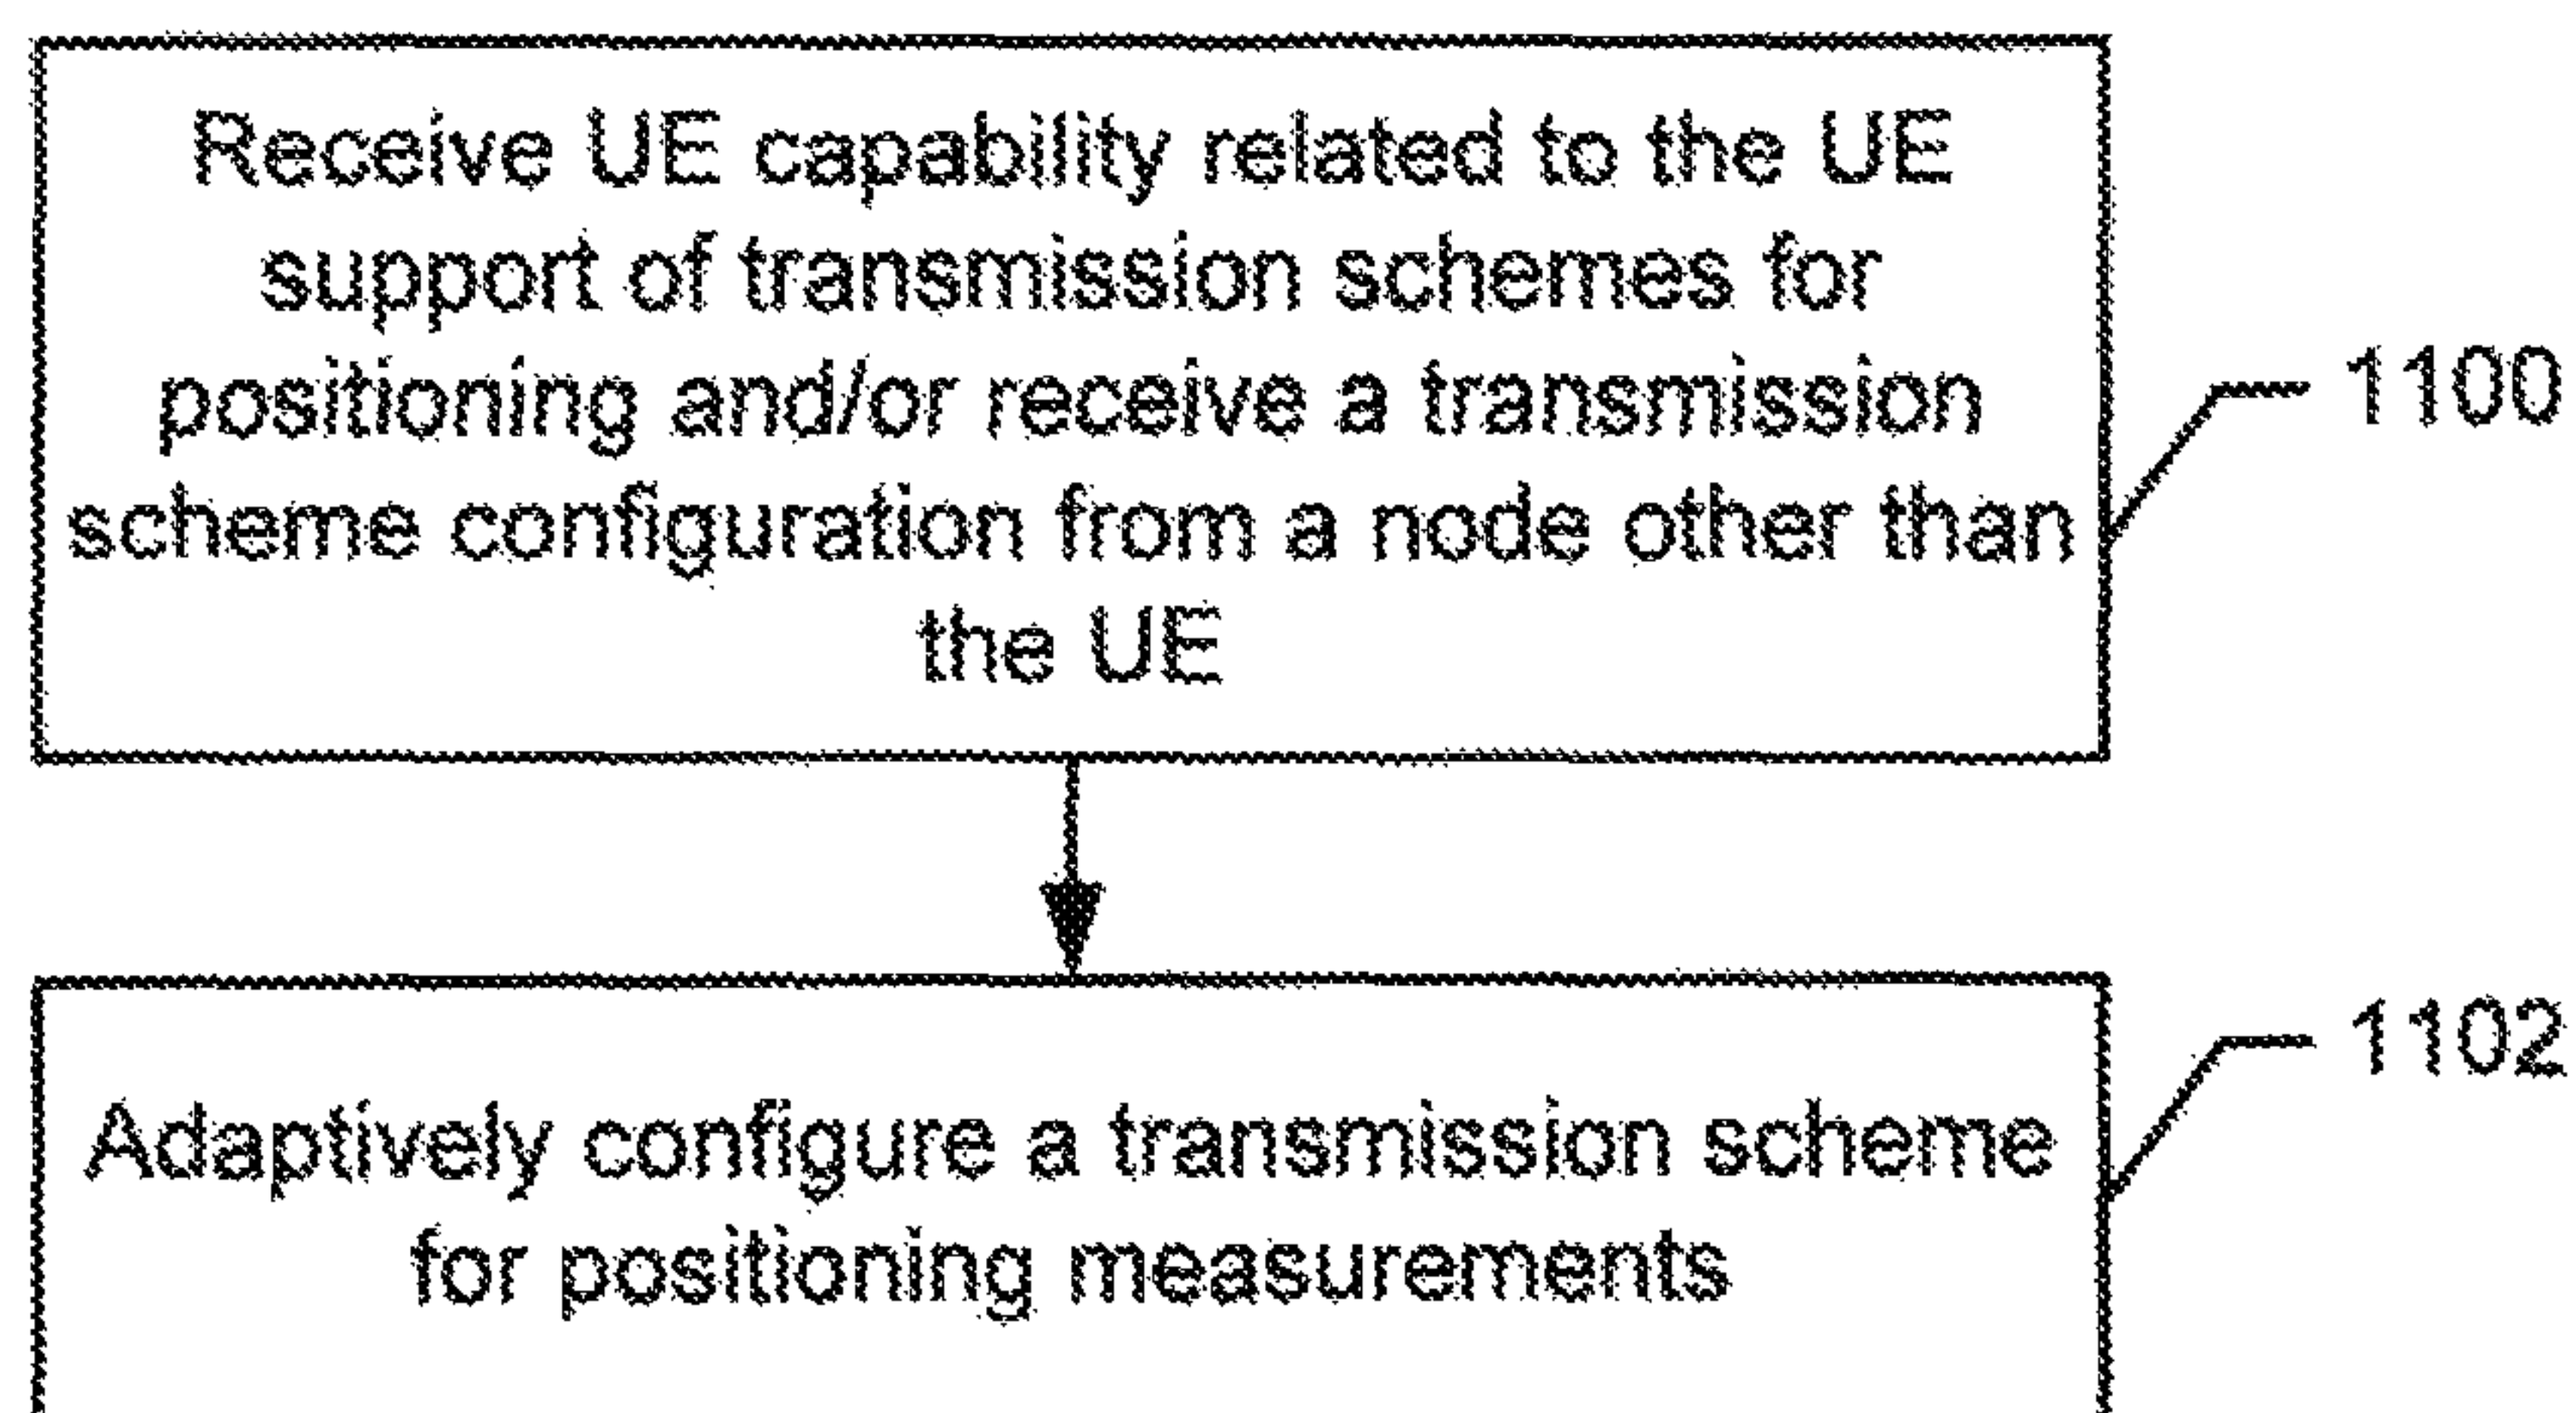 Receive UE capability related to the UE
support of transmission schemes for
positioning and/or receive a transmission
scheme configuration from a node other than
the UE
1100
Adaptively configure a transmission scheme
for positioning measurements
1102